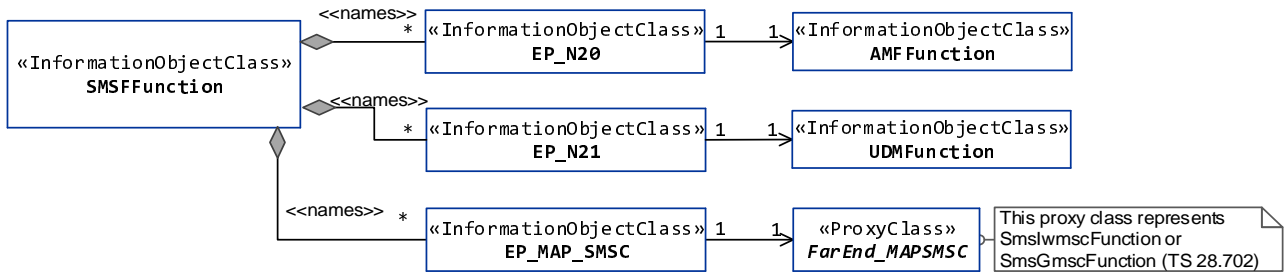 <<names>>
*
«InformationObjectClass»
SMSFFunction
«InformationObjectClass»
EP_N20
1 1
«InformationObjectClass»
AMFFunction
<<names>>
*
«InformationObjectClass»
EP_N21
1 1
«InformationObjectClass»
UDMFunction
<<names>>
*
«InformationObjectClass»
EP_MAP_SMSC
1 1
«ProxyClass»
FarEnd_MAPSMSC
This proxy class represents
SmsIwmscFunction or
SmsGmscFunction (TS 28.702)